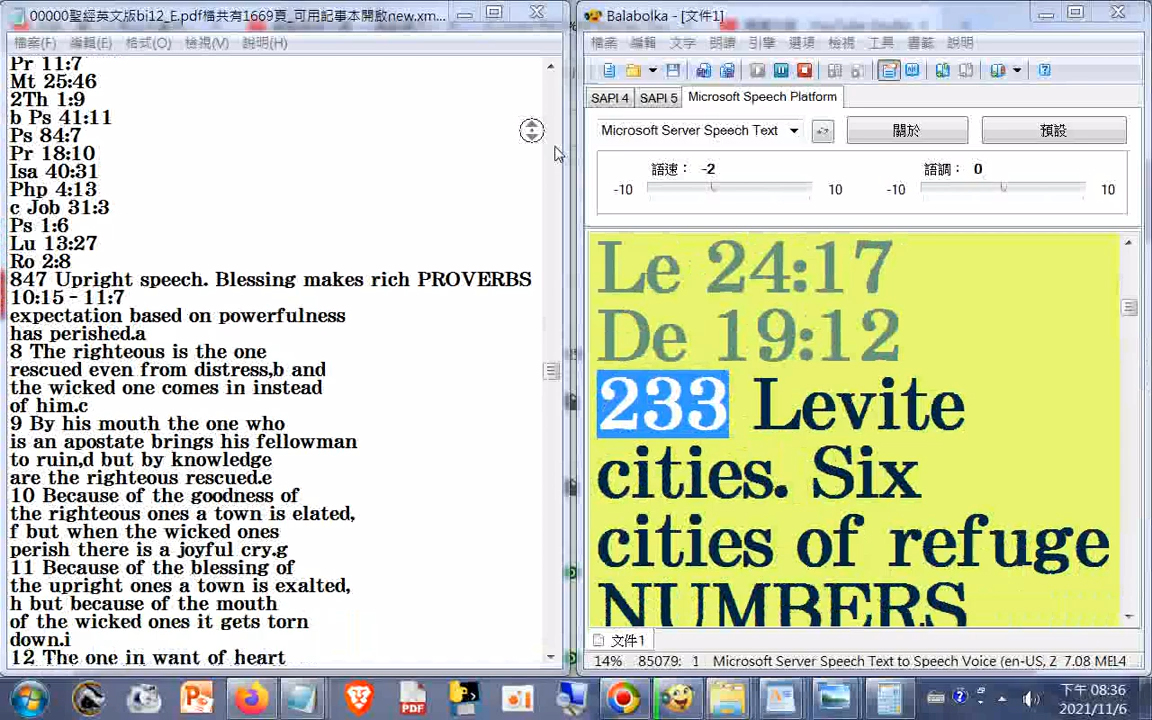 00000聖經英文版bi12_E.pdf檔共有1669頁_可用記事本開啟new.xm...
檔案(F) 編輯(E) 格式(O) 檢視(V) 說明(H)
Pr 11:7
Mt 25:46
2Th 1:9
b Ps 41:11
Ps 84:7
Pr 18:10
Isa 40:31
Php 4:13
c Job 31:3
Ps 1:6
Lu 13:27
Ro 2:8
847 Upright speech. Blessing makes rich PROVERBS
10:15 - 11:7
expectation based on powerfulness
has perished.a
8 The righteous is the one
rescued even from distress,b and
the wicked one comes in instead
of him.c
9 By his mouth the one who
is an apostate brings his fellowman
to ruin,d but by knowledge
are the righteous rescued.e
10 Because of the goodness of
the righteous ones a town is elated,
f but when the wicked ones
perish there is a joyful cry.g
11 Because of the blessing of
the upright ones a town is exalted,
h but because of the mouth
of the wicked ones it gets torn
down.i
12 The one in want of heart
Balabolka - [文件1]
檔案 編輯 文字 朗讀 引擎 選項 檢視 工具 書籤 說明
SAPI 4 SAPI 5 Microsoft Speech Platform
Microsoft Server Speech Text 關於 預設
語速： -2 語調： 0
-10 10 -10 10
Le 24:17
De 19:12
233 Levite
cities. Six
cities of refuge
NUMBERS
文件1
14% 85079: 1 Microsoft Server Speech Text to Speech Voice (en-US, 2 7.08 MEL4
PDF
下午 08:36
2021/11/6